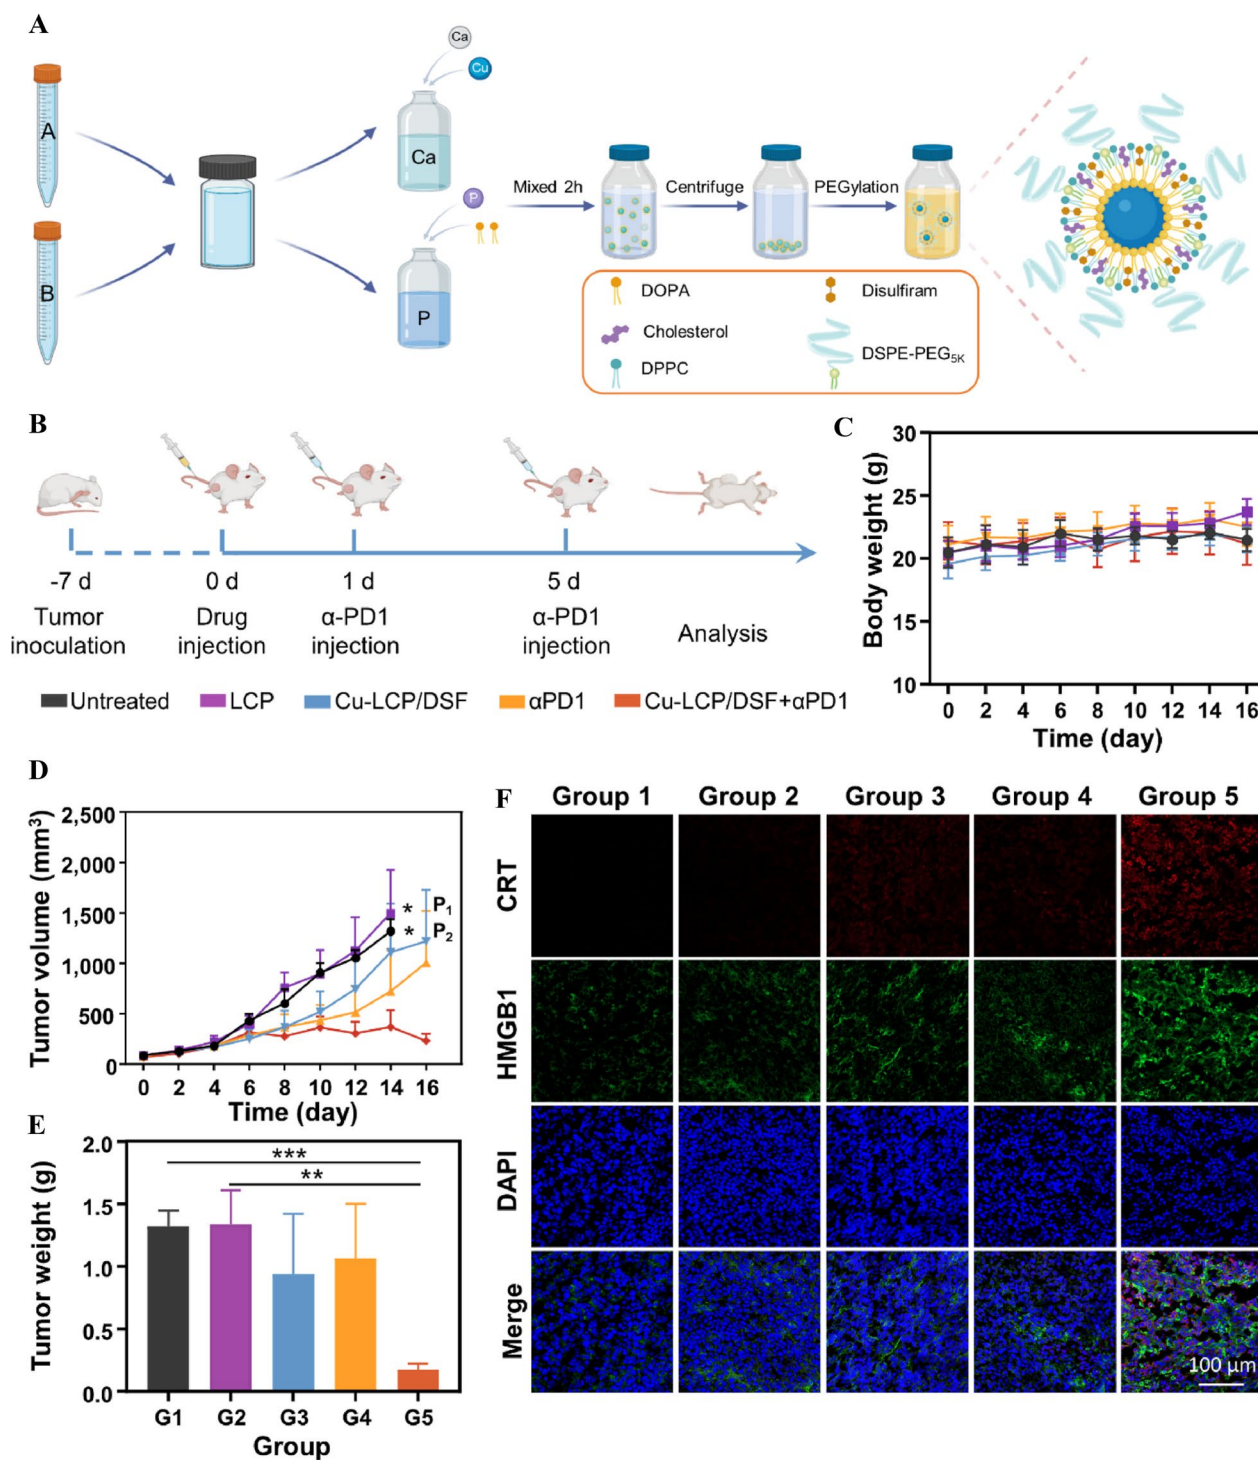 A
Ca
Cu
A
Ca
B
P
P
Mixed 2h
Centrifuge
PEGylation
DOPA
Disulfiram
Cholesterol
DSPE-PEG5K
DPPC
B
-7 d
0 d
1 d
5 d
Tumor
inoculation
Drug
injection
α-PD1
injection
α-PD1
injection
Analysis
Untreated
LCP
Cu-LCP/DSF
αPD1
Cu-LCP/DSF+αPD1
C
Body weight (g)
30
25
20
15
10
0 2 4 6 8 10 12 14 16
Time (day)
D
Tumor volume (mm³)
2,500
2,000
1,500
1,000
500
0
* P₁
* P₂
0 2 4 6 8 10 12 14 16
Time (day)
E
Tumor weight (g)
2.0
1.5
1.0
0.5
0.0
***
**
G1 G2 G3 G4 G5
Group
F
Group 1 Group 2 Group 3 Group 4 Group 5
CRT
HMGB1
DAPI
Merge
100 μm